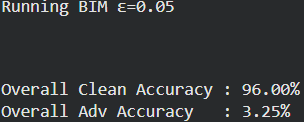 Running BIM ε=0.05
Overall Clean Accuracy : 96.00%
Overall Adv Accuracy   : 3.25%